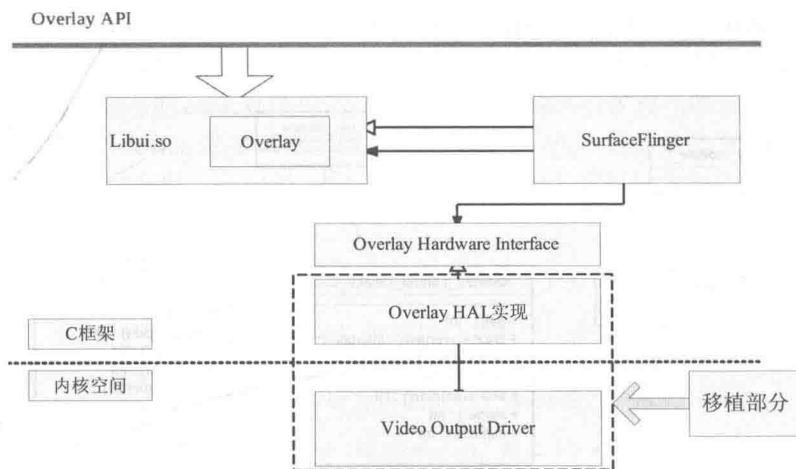 Overlay API
Libui.so
Overlay
SurfaceFlinger
Overlay Hardware Interface
Overlay HAL实现
C框架
内核空间
Video Output Driver
移植部分